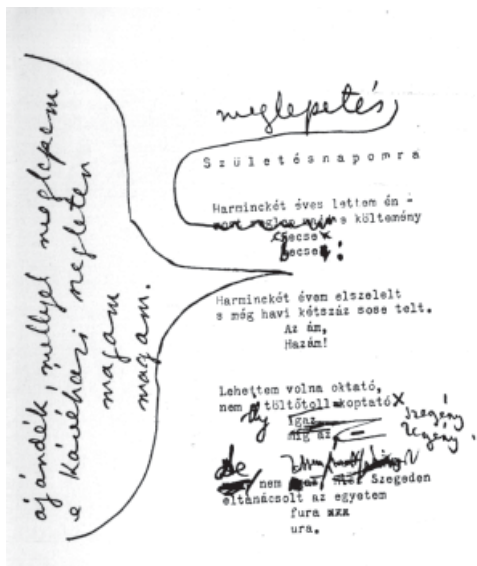 meglepetés
Születésnapomra
Harminckét éves lettem én -
e költemény
csecse
becse:
ajándék, mellyel meglepem
e kávéházi szegleten
magam
magam.
Harminckét évem elszelelt
s még havi kétszáz sose telt.
Az ám,
Hazám!
Lehettem volna oktató,
nem ily töltőtoll koptató
szegény
legény.
De nem Szegeden
eltanácsolt az egyetem
fura xxx
ura.